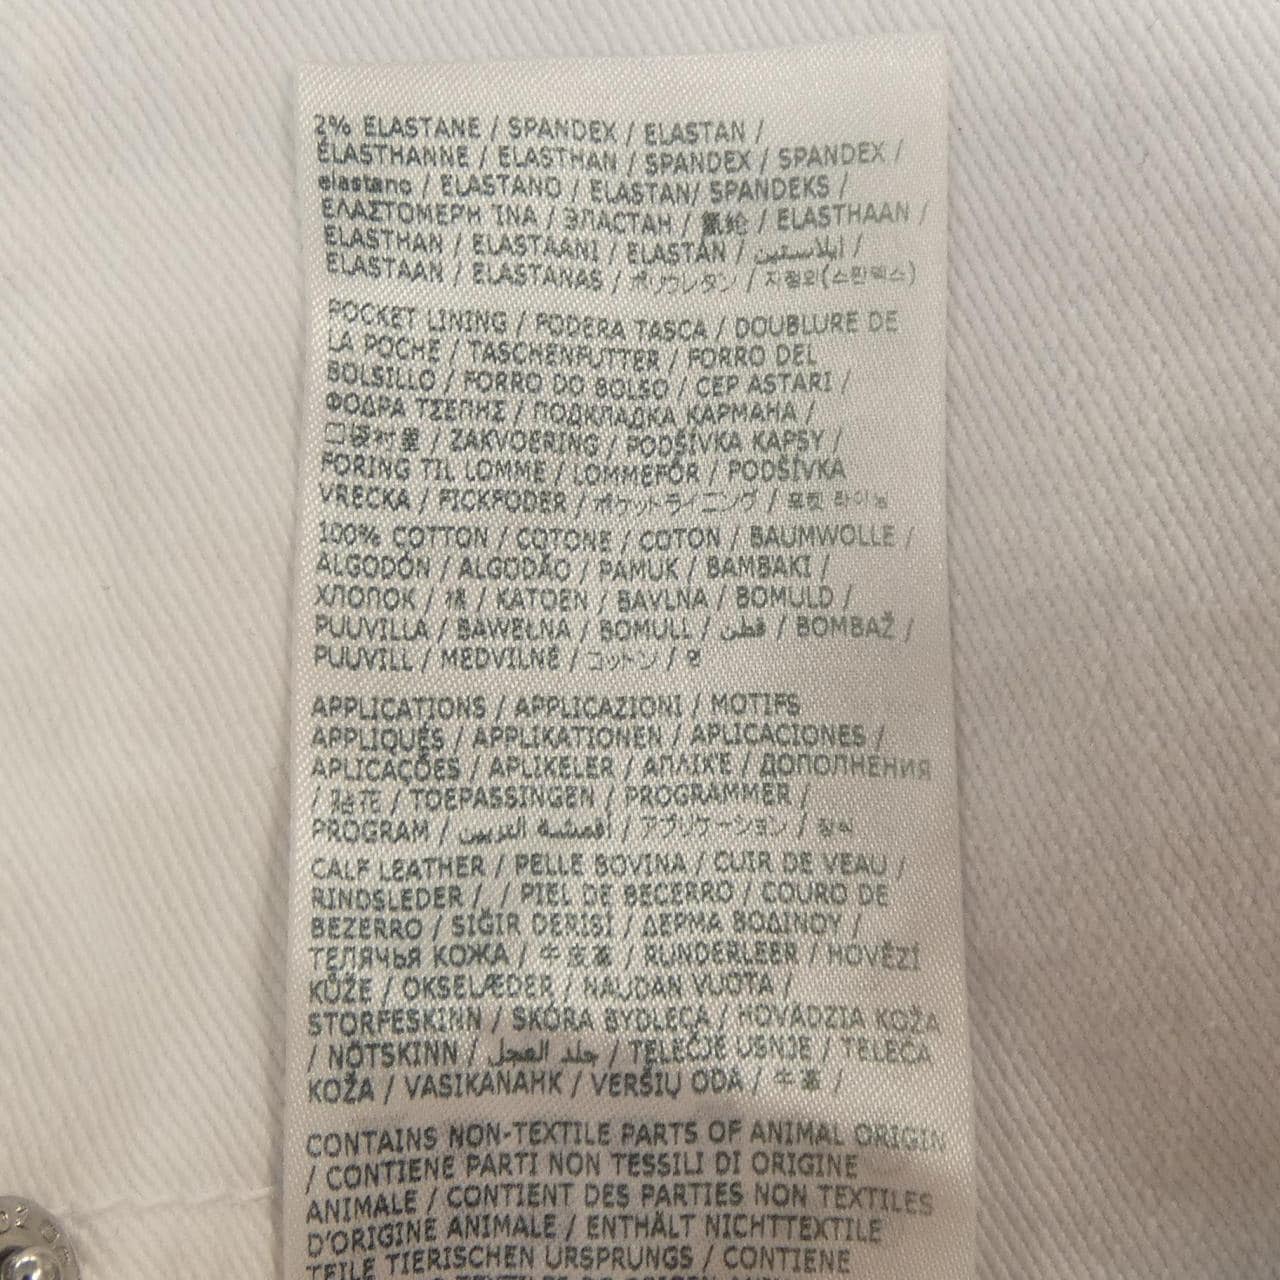 2% ELASTANE / SPANDEX / ELASTAN /
ÉLASTHANNE / ELASTHAN / SPANDEX / SPANDEX /
elastano / ELASTANO / ELASTAN/ SPANDEKS /
ΕΛΑΣΤΟΜΕΡΗ ΊΝΑ / ЭЛАСТАН / 氨纶 / ELASTHAAN /
ELASTHAN / ELASTAANI / ELASTAN / ايلاستين /
ELASTAAN / ELASTANAS / ポリウレタン / 지정외(스판덱스)
POCKET LINING / FODERA TASCA / DOUBLURE DE
LA POCHE / TASCHENFUTTER / FORRO DEL
BOLSILLO / FORRO DO BOLSO / CEP ASTARI /
ΦΟΔΡΑ ΤΣΕΠΗΣ / ПОДКЛАДКА КАРМАНА /
口袋衬里 / ZAKVOERING / PODŠÍVKA KAPSY /
FORING TIL LOMME / LOMMEFÔR / PODŠÍVKA
VRECKA / FICKFODER / ポケットライニング / 포켓 라이닝
100% COTTON / COTONE / COTON / BAUMWOLLE /
ALGODÓN / ALGODÃO / PAMUK / ΒΑΜΒΑΚΙ /
ХЛОПОК / 棉 / KATOEN / BAVLNA / BOMULD /
PUUVILLA / BAWEŁNA / BOMULL / قطن / BOMBAŽ /
PUUVILL / MEDVILNĖ / コットン / 면
APPLICATIONS / APPLICAZIONI / MOTIFS
APPLIQUÉS / APPLIKATIONEN / APLICACIONES /
APLICAÇÕES / APLIKELER / ΑΠΛΙΚΈ / ДОПОЛНЕНИЯ
/ 贴花 / TOEPASSINGEN / PROGRAMMER /
PROGRAM / أقمشة التزيين / アプリケーション / 장식
CALF LEATHER / PELLE BOVINA / CUIR DE VEAU /
RINDSLEDER / / PIEL DE BECERRO / COURO DE
BEZERRO / SIĞIR DERİSİ / ΔΕΡΜΑ ΒΟΔΙΝΟΥ /
ТЕЛЯЧЬЯ КОЖА / 牛皮革 / RUNDERLEER / HOVĚZÍ
KŮŽE / OKSELÆDER / NAUDAN VUOTA /
STORFESKINN / SKÓRA BYDLĘCA / HOVÄDZIA KOŽA
/ NÖTSKINN / جلد العجل / TELEČJE USNJE / TELEĆA
KOŽA / VASIKANAHK / VERŠIŲ ODA / 牛革 /
CONTAINS NON-TEXTILE PARTS OF ANIMAL ORIGIN
/ CONTIENE PARTI NON TESSILI DI ORIGINE
ANIMALE / CONTIENT DES PARTIES NON TEXTILES
D'ORIGINE ANIMALE / ENTHÄLT NICHTTEXTILE
TEILE TIERISCHEN URSPRUNGS / CONTIENE